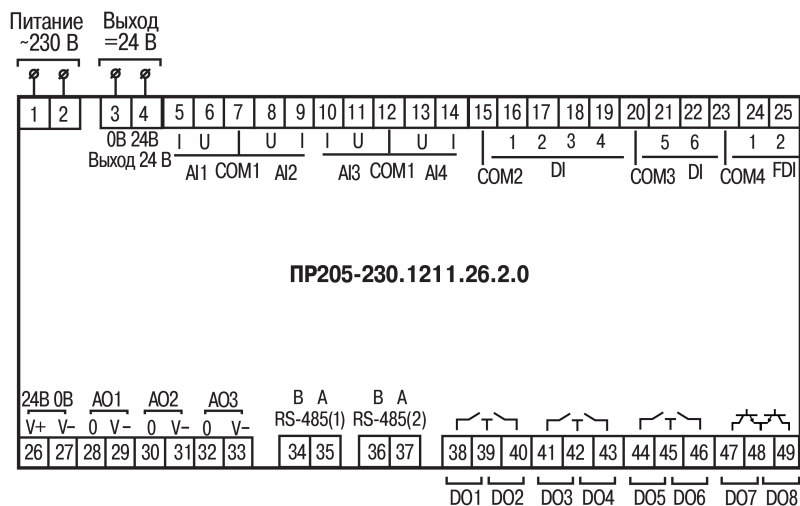 Питание Выход
~230 В =24 В
1 2 3 4 5 6 7 8 9 10 11 12 13 14 15 16 17 18 19 20 21 22 23 24 25
0В 24В I U U I I U U I 1 2 3 4 5 6 1 2
Выход 24 В AI1 COM1 AI2 AI3 COM1 AI4 COM2 DI COM3 DI COM4 FDI
ПР205-230.1211.26.2.0
24В 0В AO1 AO2 AO3 B A B A
V+ V- 0 V- 0 V- 0 V- RS-485(1) RS-485(2)
26 27 28 29 30 31 32 33 34 35 36 37 38 39 40 41 42 43 44 45 46 47 48 49
DO1 DO2 DO3 DO4 DO5 DO6 DO7 DO8